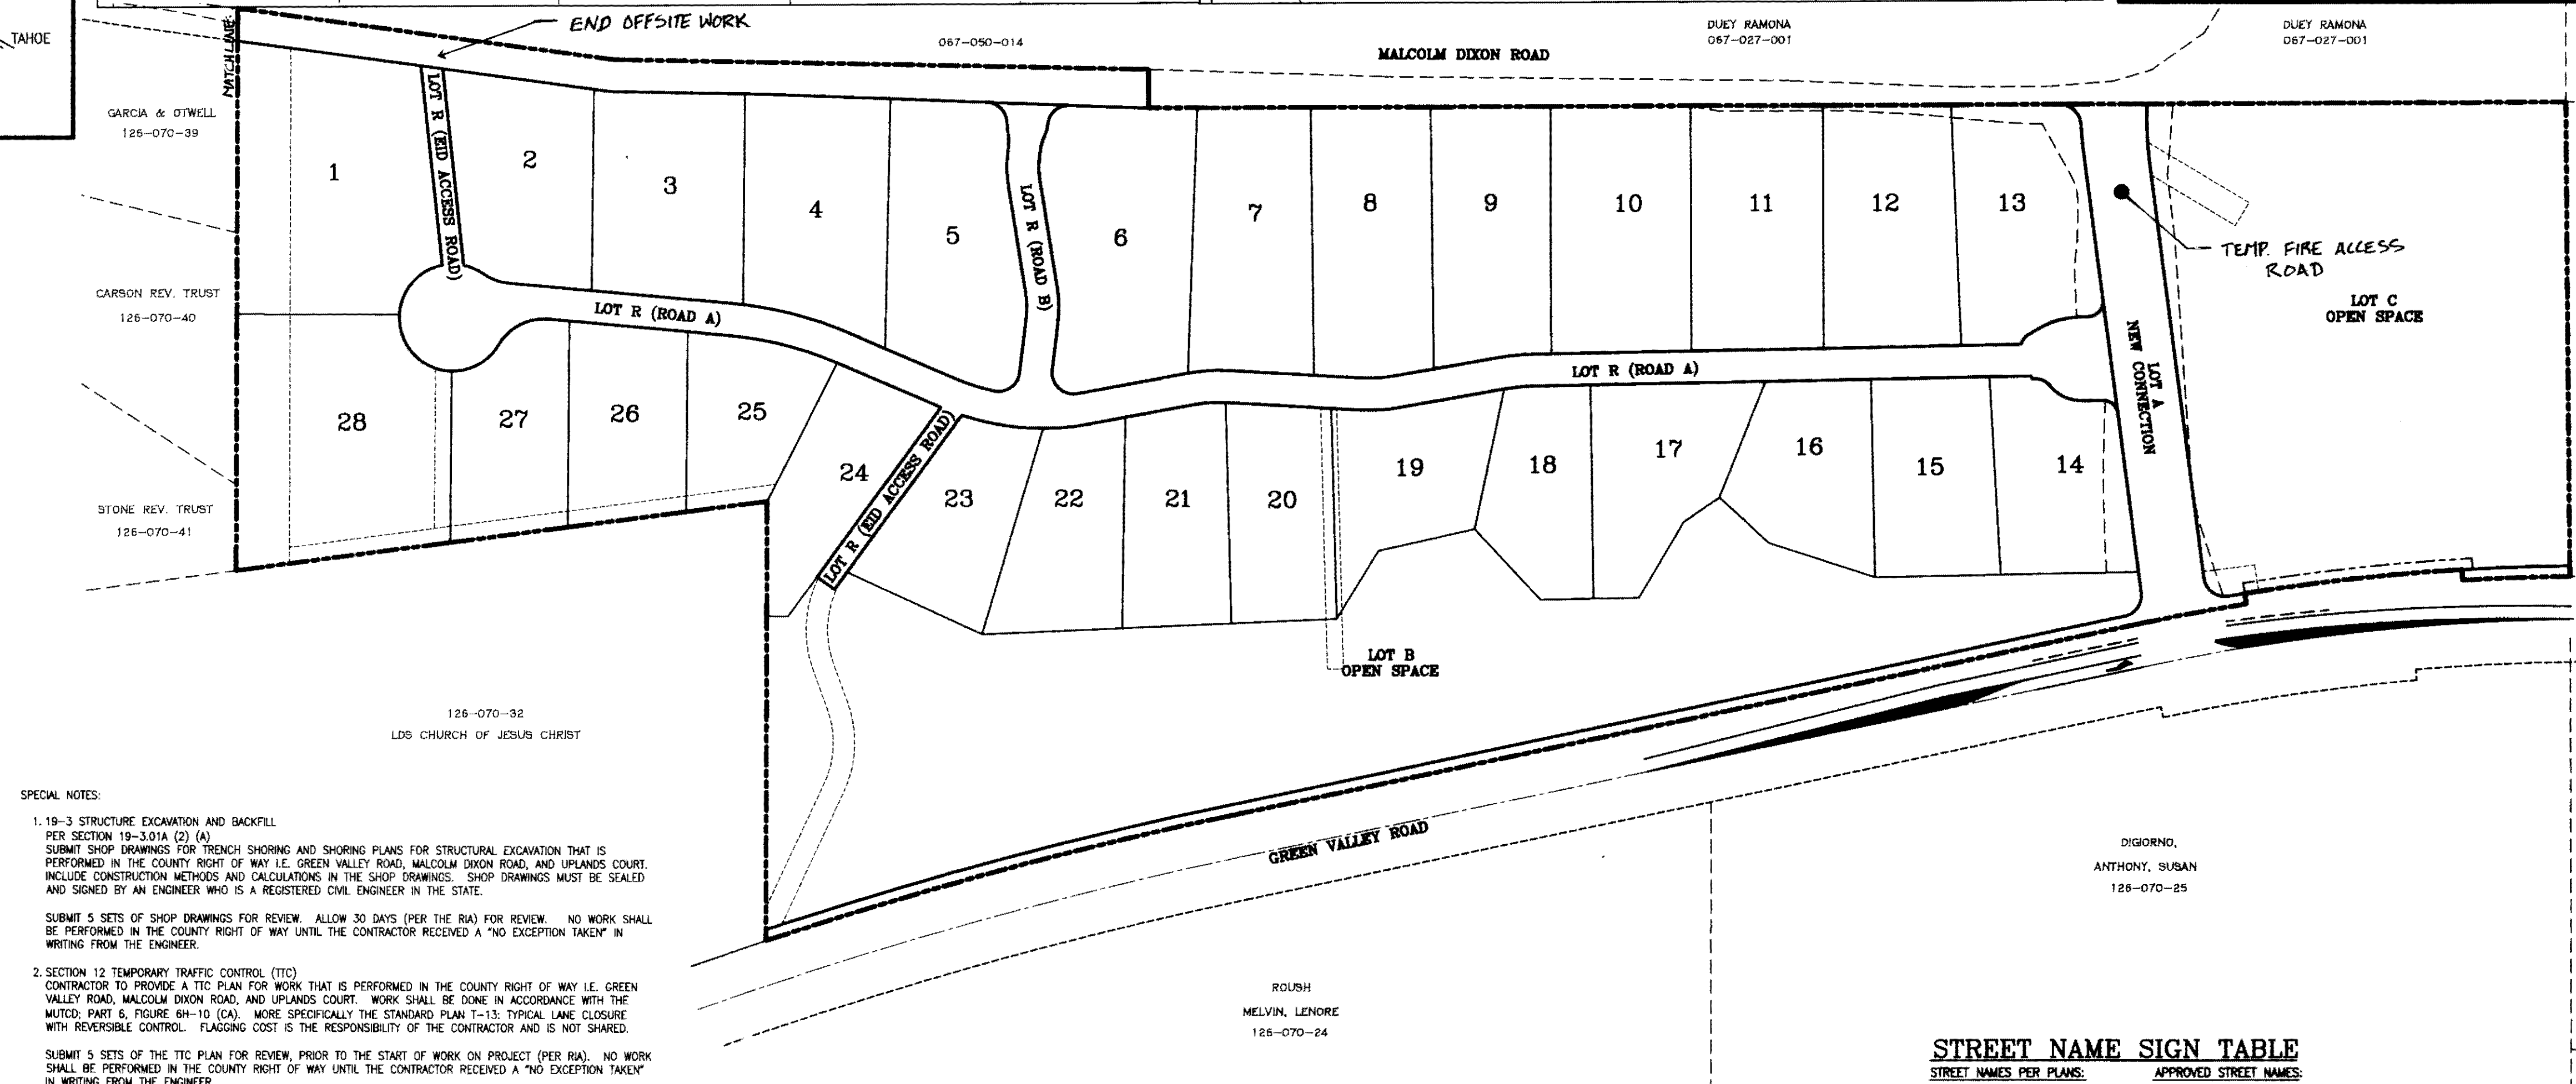 TAHOE
MATCH LINE:
END OFFSITE WORK
067-050-014
MALCOLM DIXON ROAD
DUEY RAMONA
067-027-001
DUEY RAMONA
067-027-001
GARCIA & OTWELL
126-070-39
CARSON REV. TRUST
126-070-40
STONE REV. TRUST
126-070-41
LOT R (EID ACCESS ROAD)
1
2
3
4
5
LOT R (ROAD B)
6
7
8
9
10
11
12
13
TEMP. FIRE ACCESS
ROAD
LOT C
OPEN SPACE
LOT R (ROAD A)
LOT R (ROAD A)
LOT A
NEW CONNECTION
28
27
26
25
24
LOT R (EID ACCESS ROAD)
23
22
21
20
19
18
17
16
15
14
LOT B
OPEN SPACE
126-070-32
LDS CHURCH OF JESUS CHRIST
GREEN VALLEY ROAD
DIGIORNO,
ANTHONY, SUSAN
126-070-25
ROUSH
MELVIN, LENORE
126-070-24
SPECIAL NOTES:
1. 19-3 STRUCTURE EXCAVATION AND BACKFILL
PER SECTION 19-3.01A (2) (A)
SUBMIT SHOP DRAWINGS FOR TRENCH SHORING AND SHORING PLANS FOR STRUCTURAL EXCAVATION THAT IS
PERFORMED IN THE COUNTY RIGHT OF WAY I.E. GREEN VALLEY ROAD, MALCOLM DIXON ROAD, AND UPLANDS COURT.
INCLUDE CONSTRUCTION METHODS AND CALCULATIONS IN THE SHOP DRAWINGS. SHOP DRAWINGS MUST BE SEALED
AND SIGNED BY AN ENGINEER WHO IS A REGISTERED CIVIL ENGINEER IN THE STATE.
SUBMIT 5 SETS OF SHOP DRAWINGS FOR REVIEW. ALLOW 30 DAYS (PER THE RIA) FOR REVIEW. NO WORK SHALL
BE PERFORMED IN THE COUNTY RIGHT OF WAY UNTIL THE CONTRACTOR RECEIVED A "NO EXCEPTION TAKEN" IN
WRITING FROM THE ENGINEER.
2. SECTION 12 TEMPORARY TRAFFIC CONTROL (TTC)
CONTRACTOR TO PROVIDE A TTC PLAN FOR WORK THAT IS PERFORMED IN THE COUNTY RIGHT OF WAY I.E. GREEN
VALLEY ROAD, MALCOLM DIXON ROAD, AND UPLANDS COURT. WORK SHALL BE DONE IN ACCORDANCE WITH THE
MUTCD; PART 6, FIGURE 6H-10 (CA). MORE SPECIFICALLY THE STANDARD PLAN T-13: TYPICAL LANE CLOSURE
WITH REVERSIBLE CONTROL. FLAGGING COST IS THE RESPONSIBILITY OF THE CONTRACTOR AND IS NOT SHARED.
SUBMIT 5 SETS OF THE TTC PLAN FOR REVIEW, PRIOR TO THE START OF WORK ON PROJECT (PER RIA). NO WORK
SHALL BE PERFORMED IN THE COUNTY RIGHT OF WAY UNTIL THE CONTRACTOR RECEIVED A "NO EXCEPTION TAKEN"
IN WRITING FROM THE ENGINEER
STREET NAME SIGN TABLE
STREET NAMES PER PLANS: APPROVED STREET NAMES: